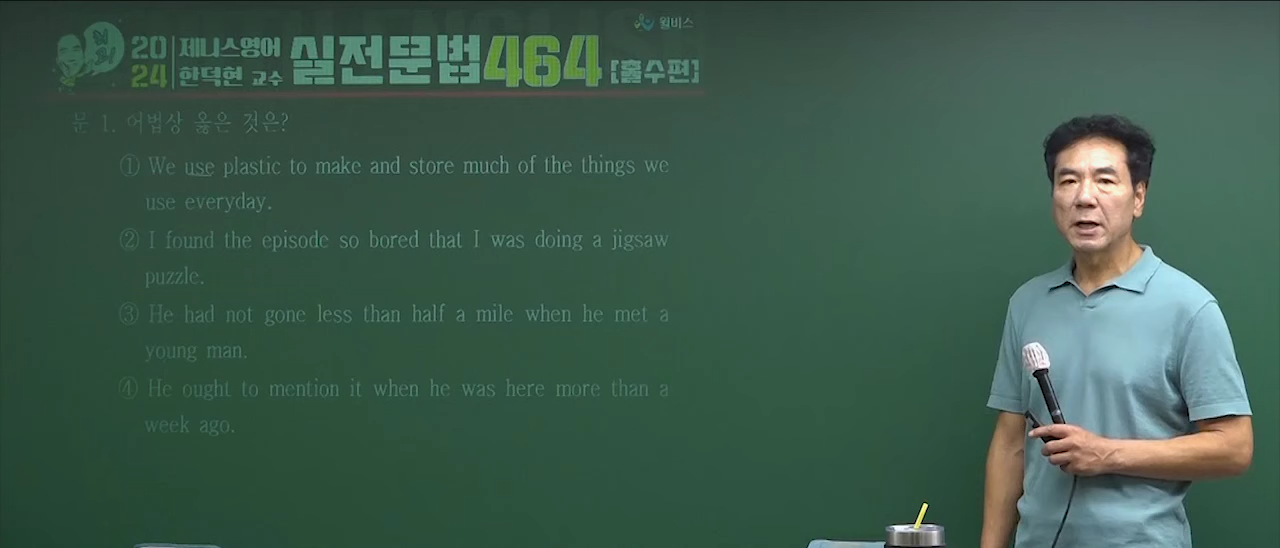 윌비스
회화
20
24
제니스영어
한덕현 교수
실전문법464 [홀수편]
문 1. 어법상 옳은 것은?
① We use plastic to make and store much of the things we
use everyday.
② I found the episode so bored that I was doing a jigsaw
puzzle.
③ He had not gone less than half a mile when he met a
young man.
④ He ought to mention it when he was here more than a
week ago.